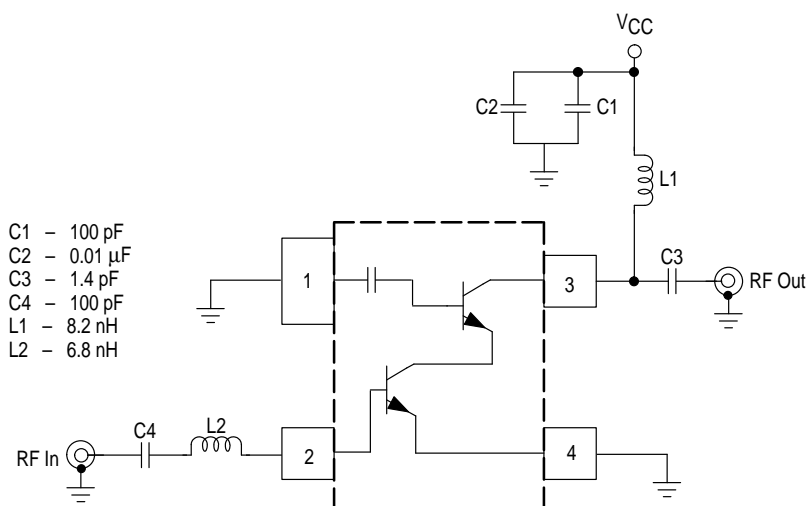 VCC
C2
C1
L1
C1 – 100 pF
C2 – 0.01 μF
C3 – 1.4 pF
C4 – 100 pF
L1 – 8.2 nH
L2 – 6.8 nH
1
3
C3
RF Out
C4
L2
RF In
2
4